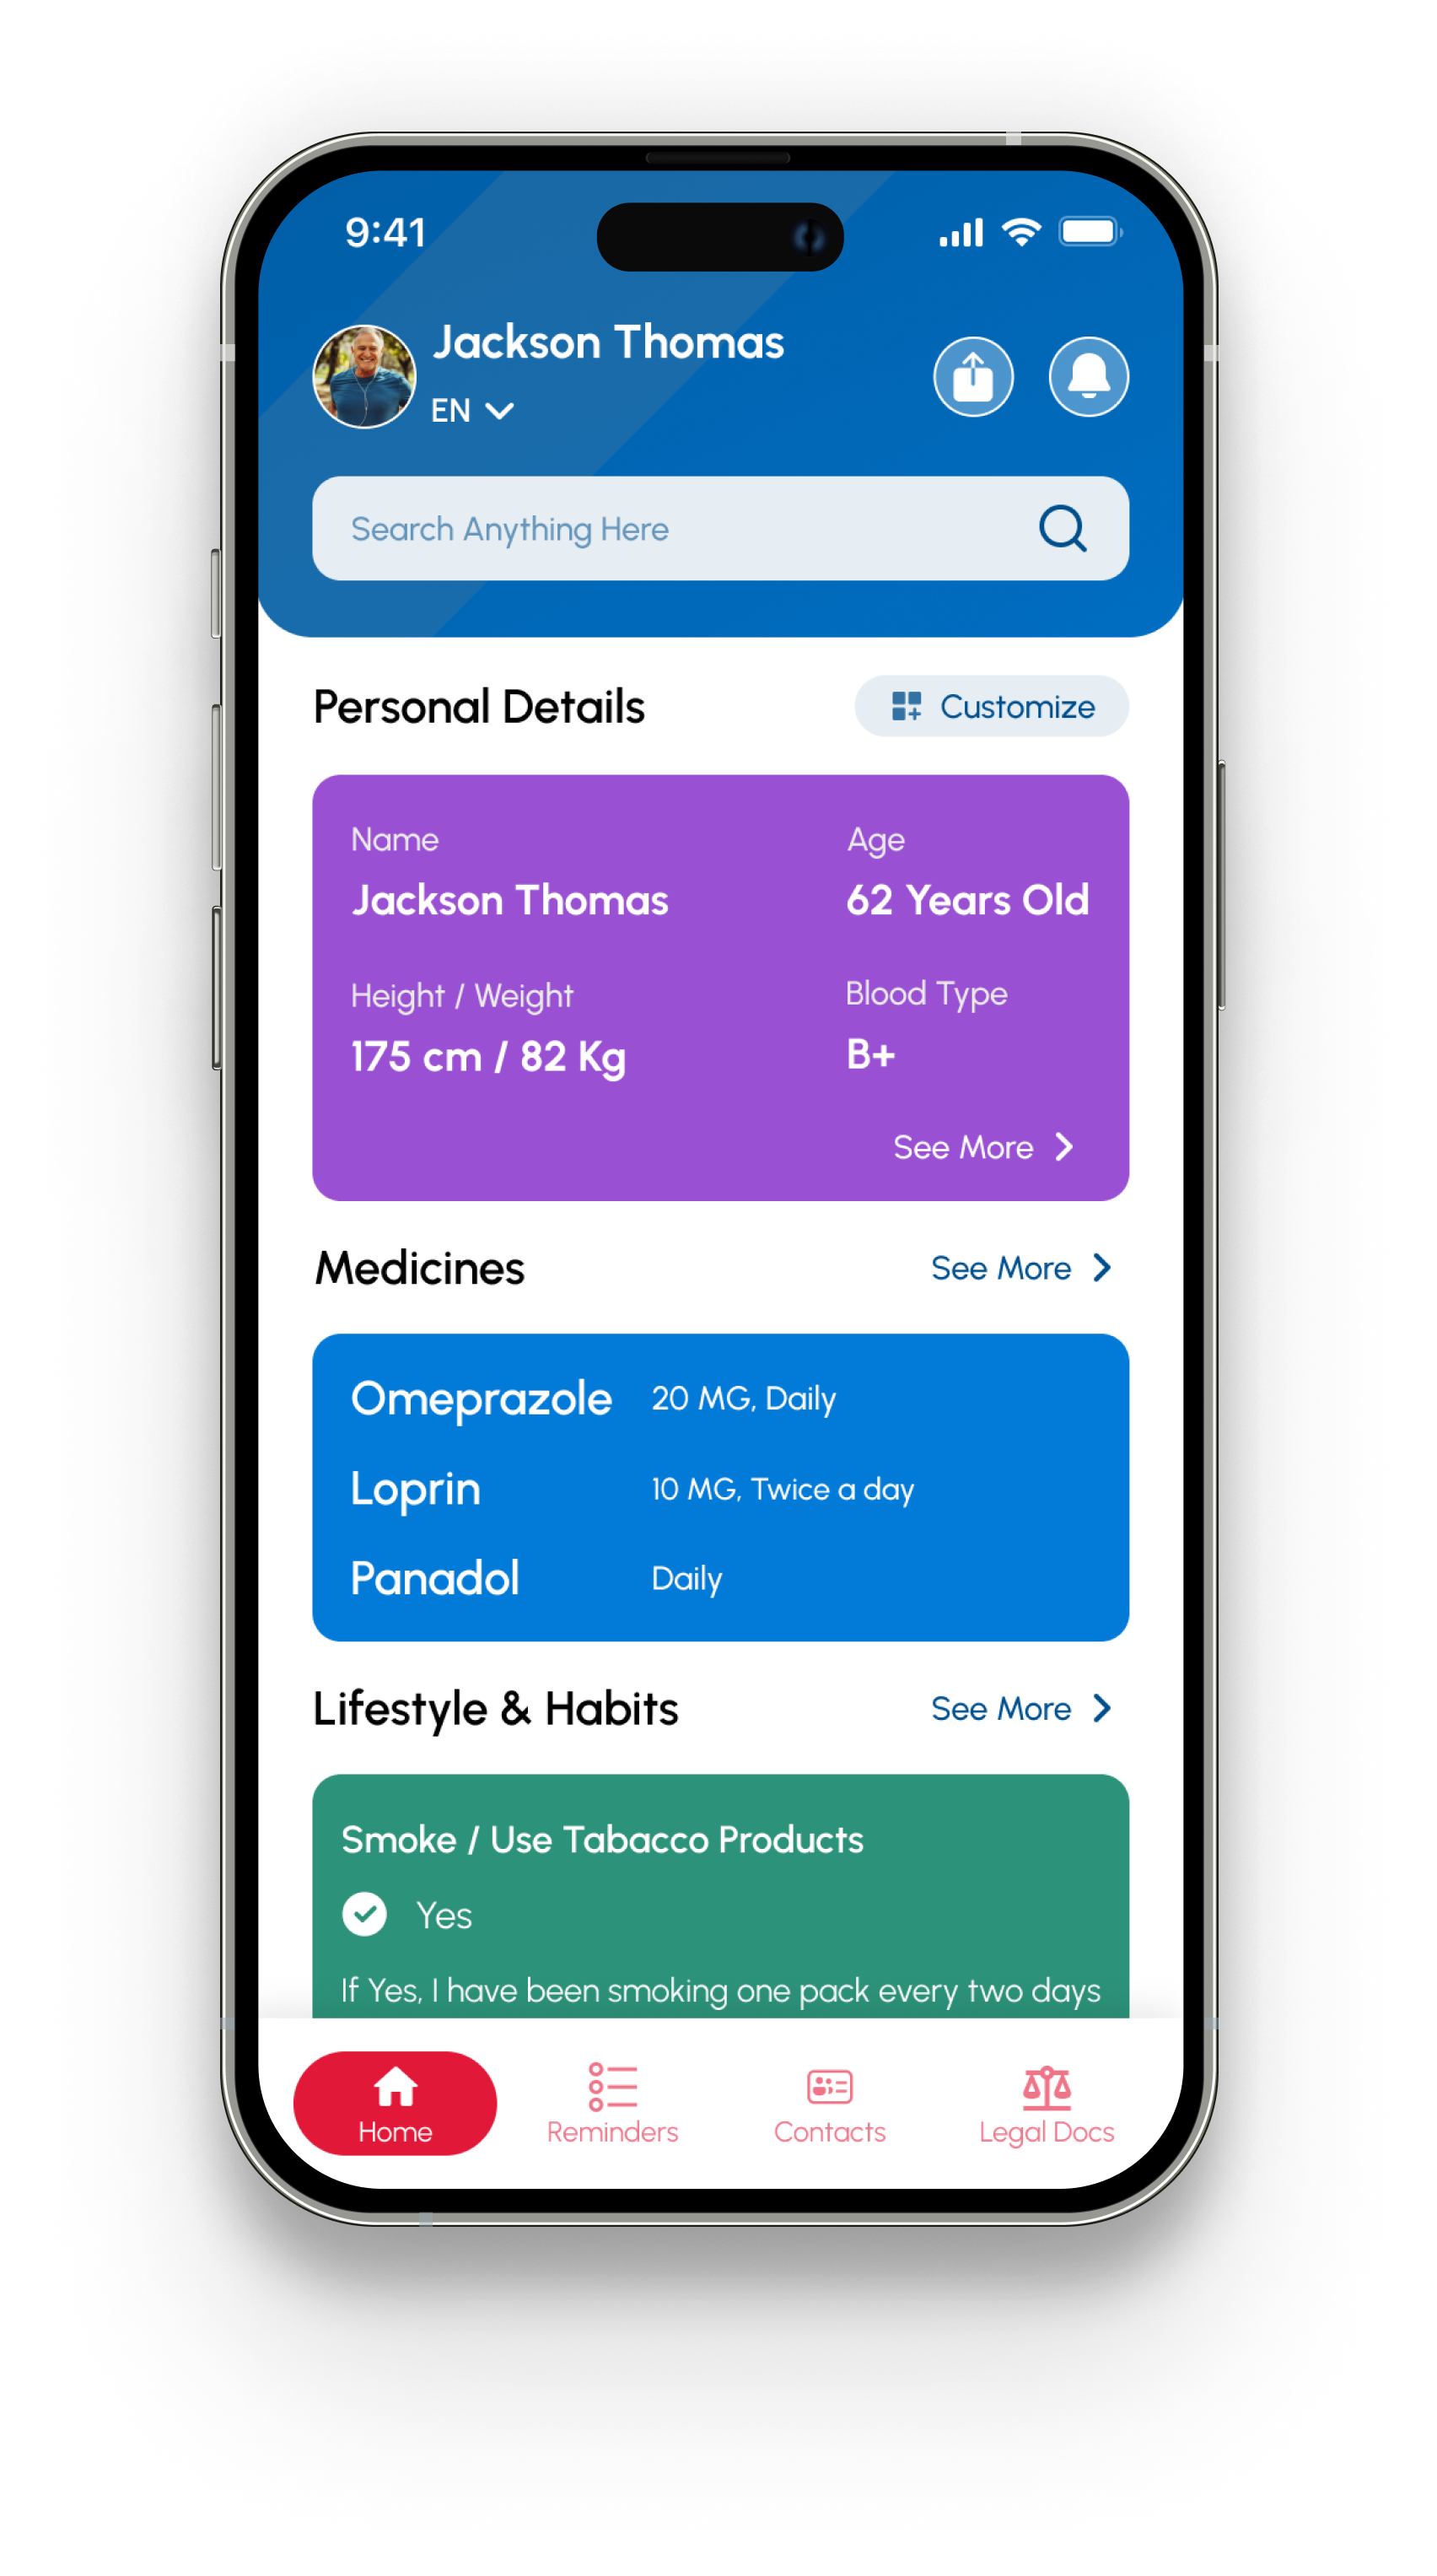 9:41
Jackson Thomas
EN
Search Anything Here
Personal Details
Customize
Name
Age
Jackson Thomas
62 Years Old
Height / Weight
Blood Type
175 cm / 82 Kg
B+
See More
Medicines
See More
Omeprazole 20 MG, Daily
Loprin 10 MG, Twice a day
Panadol Daily
Lifestyle & Habits
See More
Smoke / Use Tabacco Products
Yes
If Yes, I have been smoking one pack every two days
Home
Reminders
Contacts
Legal Docs